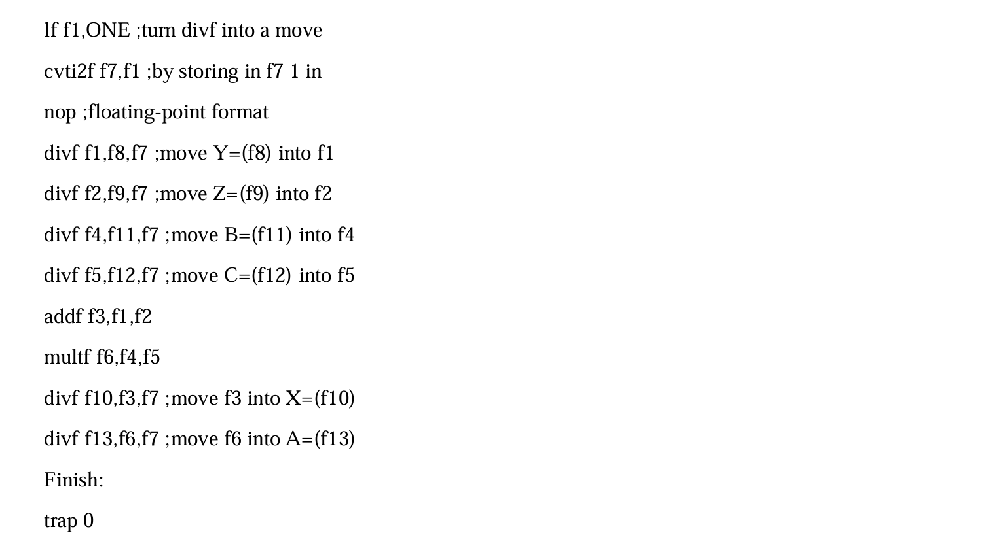 lf f1,ONE ;turn divf into a move
cvti2f f7,f1 ;by storing in f7 1 in
nop ;floating-point format
divf f1,f8,f7 ;move Y=(f8) into f1
divf f2,f9,f7 ;move Z=(f9) into f2
divf f4,f11,f7 ;move B=(f11) into f4
divf f5,f12,f7 ;move C=(f12) into f5
addf f3,f1,f2
multf f6,f4,f5
divf f10,f3,f7 ;move f3 into X=(f10)
divf f13,f6,f7 ;move f6 into A=(f13)
Finish:
trap 0